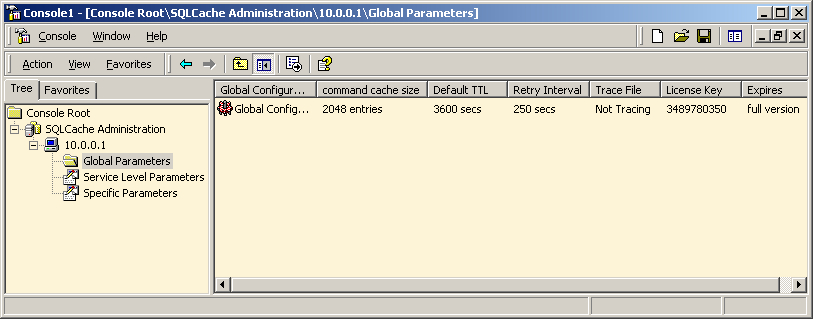 Console1 - [Console Root\SQLCache Administration\10.0.0.1\Global Parameters]
Console Window Help
Action View Favorites
Tree Favorites
Console Root
SQLCache Administration
10.0.0.1
Global Parameters
Service Level Parameters
Specific Parameters
Global Configur... command cache size Default TTL Retry Interval Trace File License Key Expires
Global Config... 2048 entries 3600 secs 250 secs Not Tracing 3489780350 full version